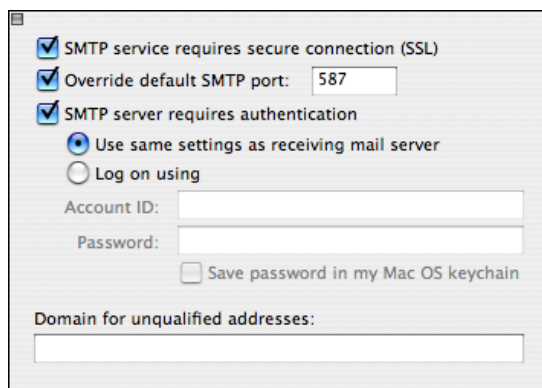 SMTP service requires secure connection (SSL)
Override default SMTP port: 587
SMTP server requires authentication
Use same settings as receiving mail server
Log on using
Account ID:
Password:
Save password in my Mac OS keychain
Domain for unqualified addresses: